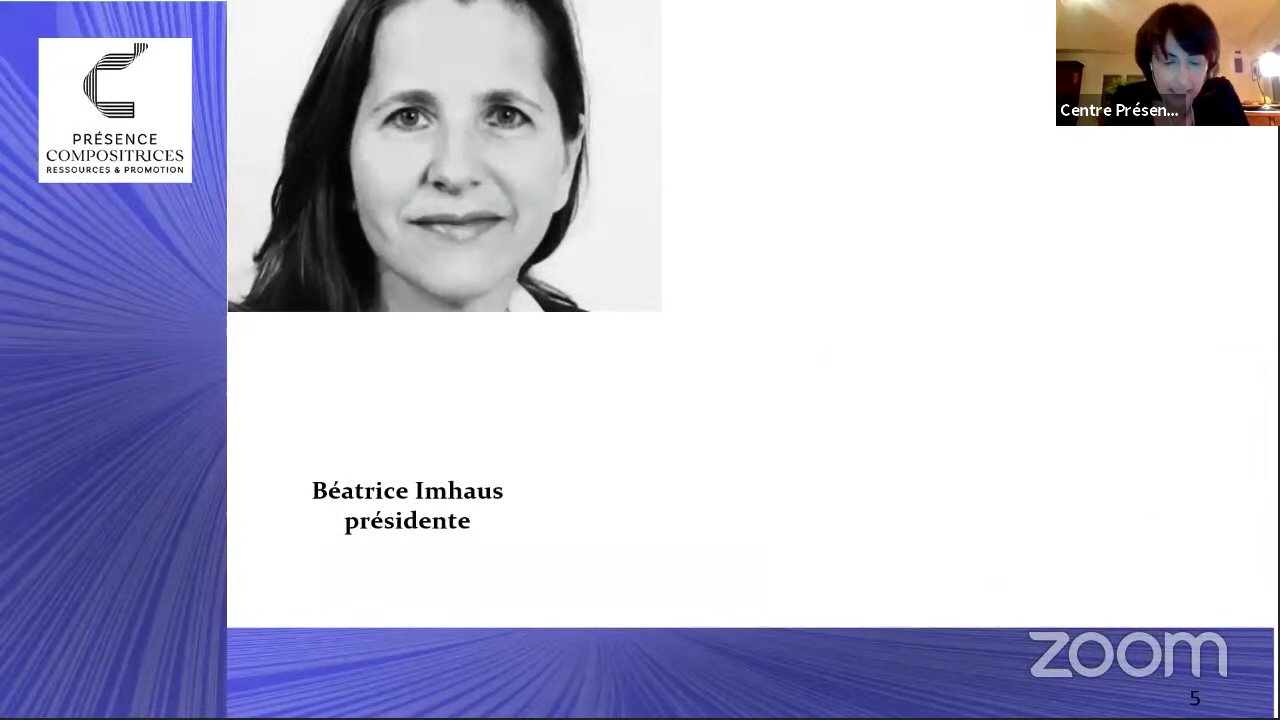 PRÉSENCE
COMPOSITRICES
RESSOURCES & PROMOTION
Centre Présen...
Béatrice Imhaus
présidente
zoom
5